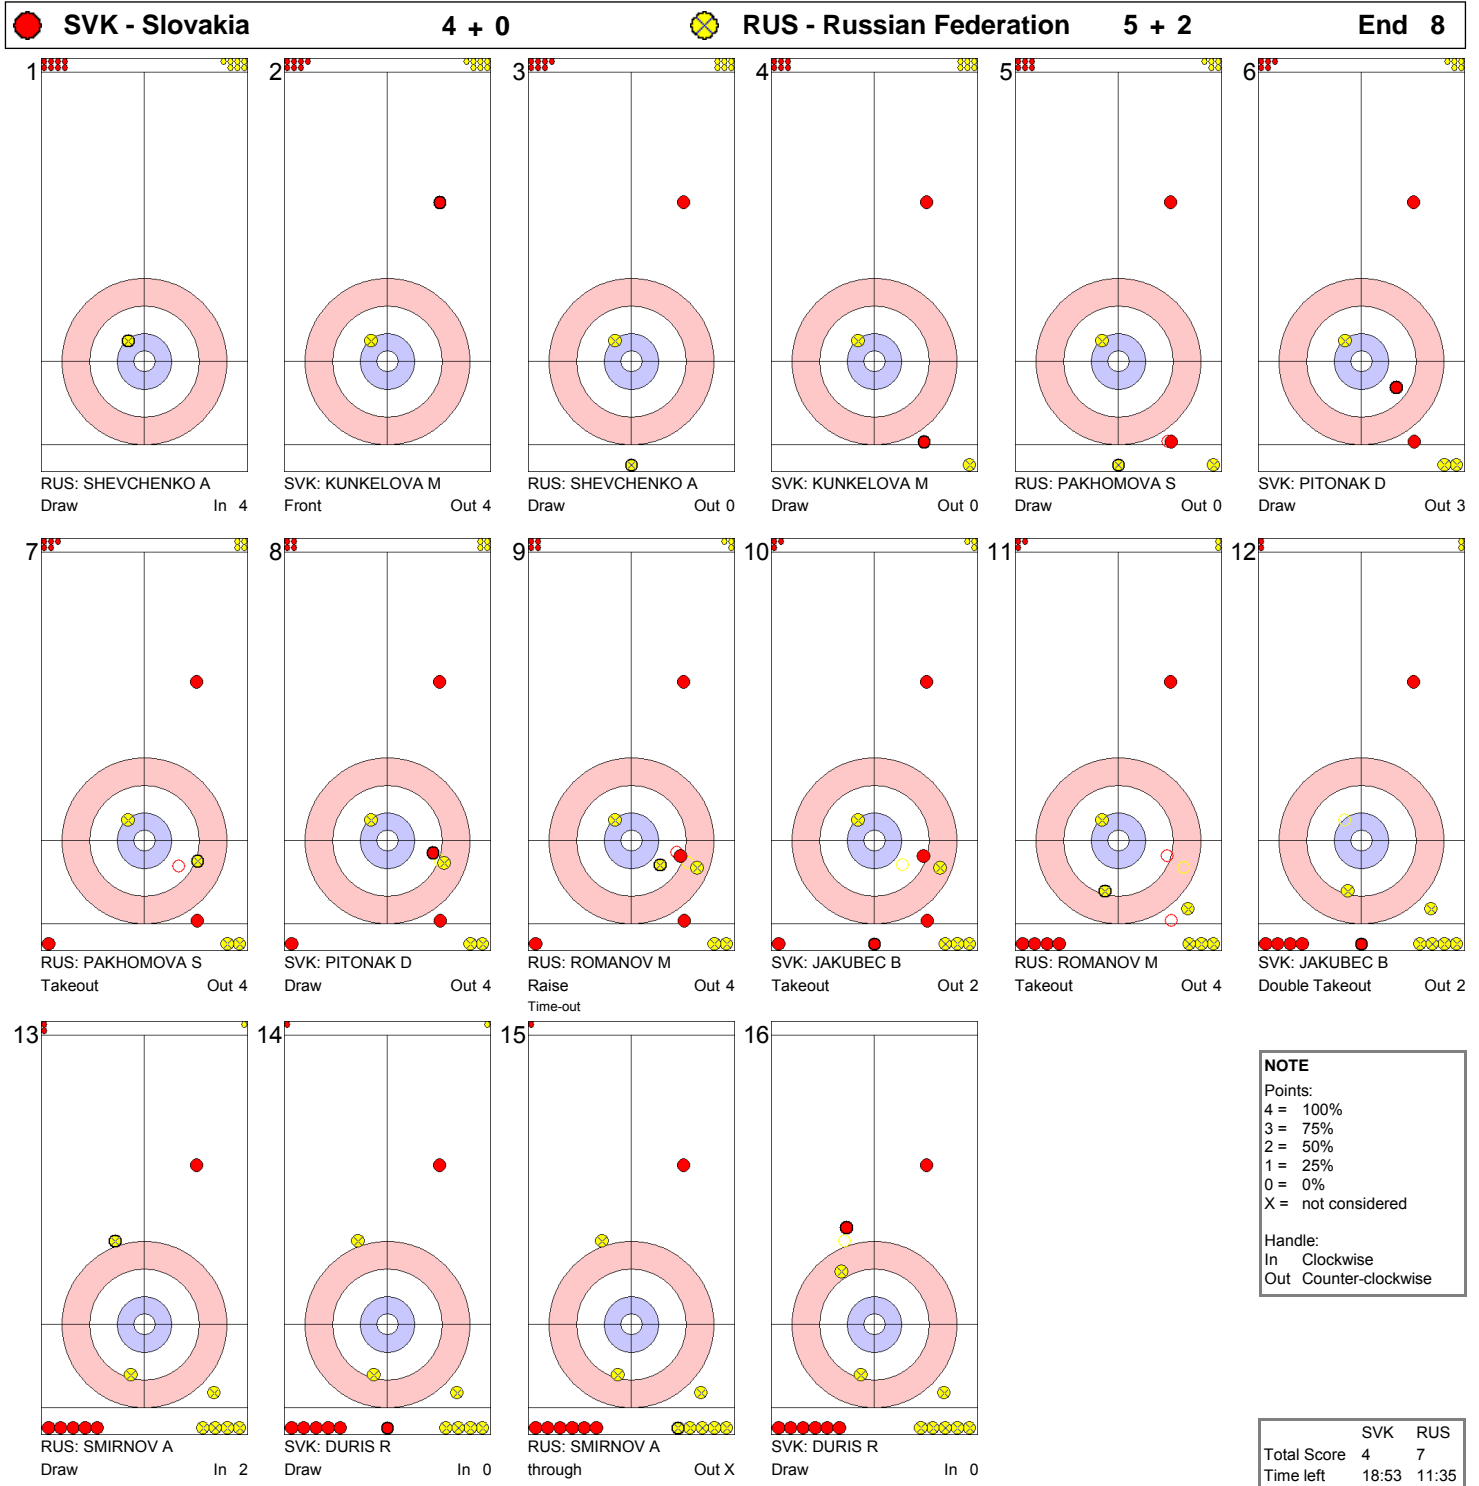 SVK - Slovakia 4 + 0 RUS - Russian Federation 5 + 2 End 8
1 2 3 4 5 6
RUS: SHEVCHENKO A SVK: KUNKELOVA M RUS: SHEVCHENKO A SVK: KUNKELOVA M RUS: PAKHOMOVA S SVK: PITONAK D
Draw In 4 Front Out 4 Draw Out 0 Draw Out 0 Draw Out 0 Draw Out 3
7 8 9 10 11 12
RUS: PAKHOMOVA S SVK: PITONAK D RUS: ROMANOV M SVK: JAKUBEC B RUS: ROMANOV M SVK: JAKUBEC B
Takeout Out 4 Draw Out 4 Raise Out 4 Takeout Out 2 Takeout Out 4 Double Takeout Out 2
Time-out
13 14 15 16
RUS: SMIRNOV A SVK: DURIS R RUS: SMIRNOV A SVK: DURIS R
Draw In 2 Draw In 0 through Out X Draw In 0
NOTE
Points:
4 = 100%
3 = 75%
2 = 50%
1 = 25%
0 = 0%
X = not considered
Handle:
In Clockwise
Out Counter-clockwise
SVK RUS
Total Score 4 7
Time left 18:53 11:35